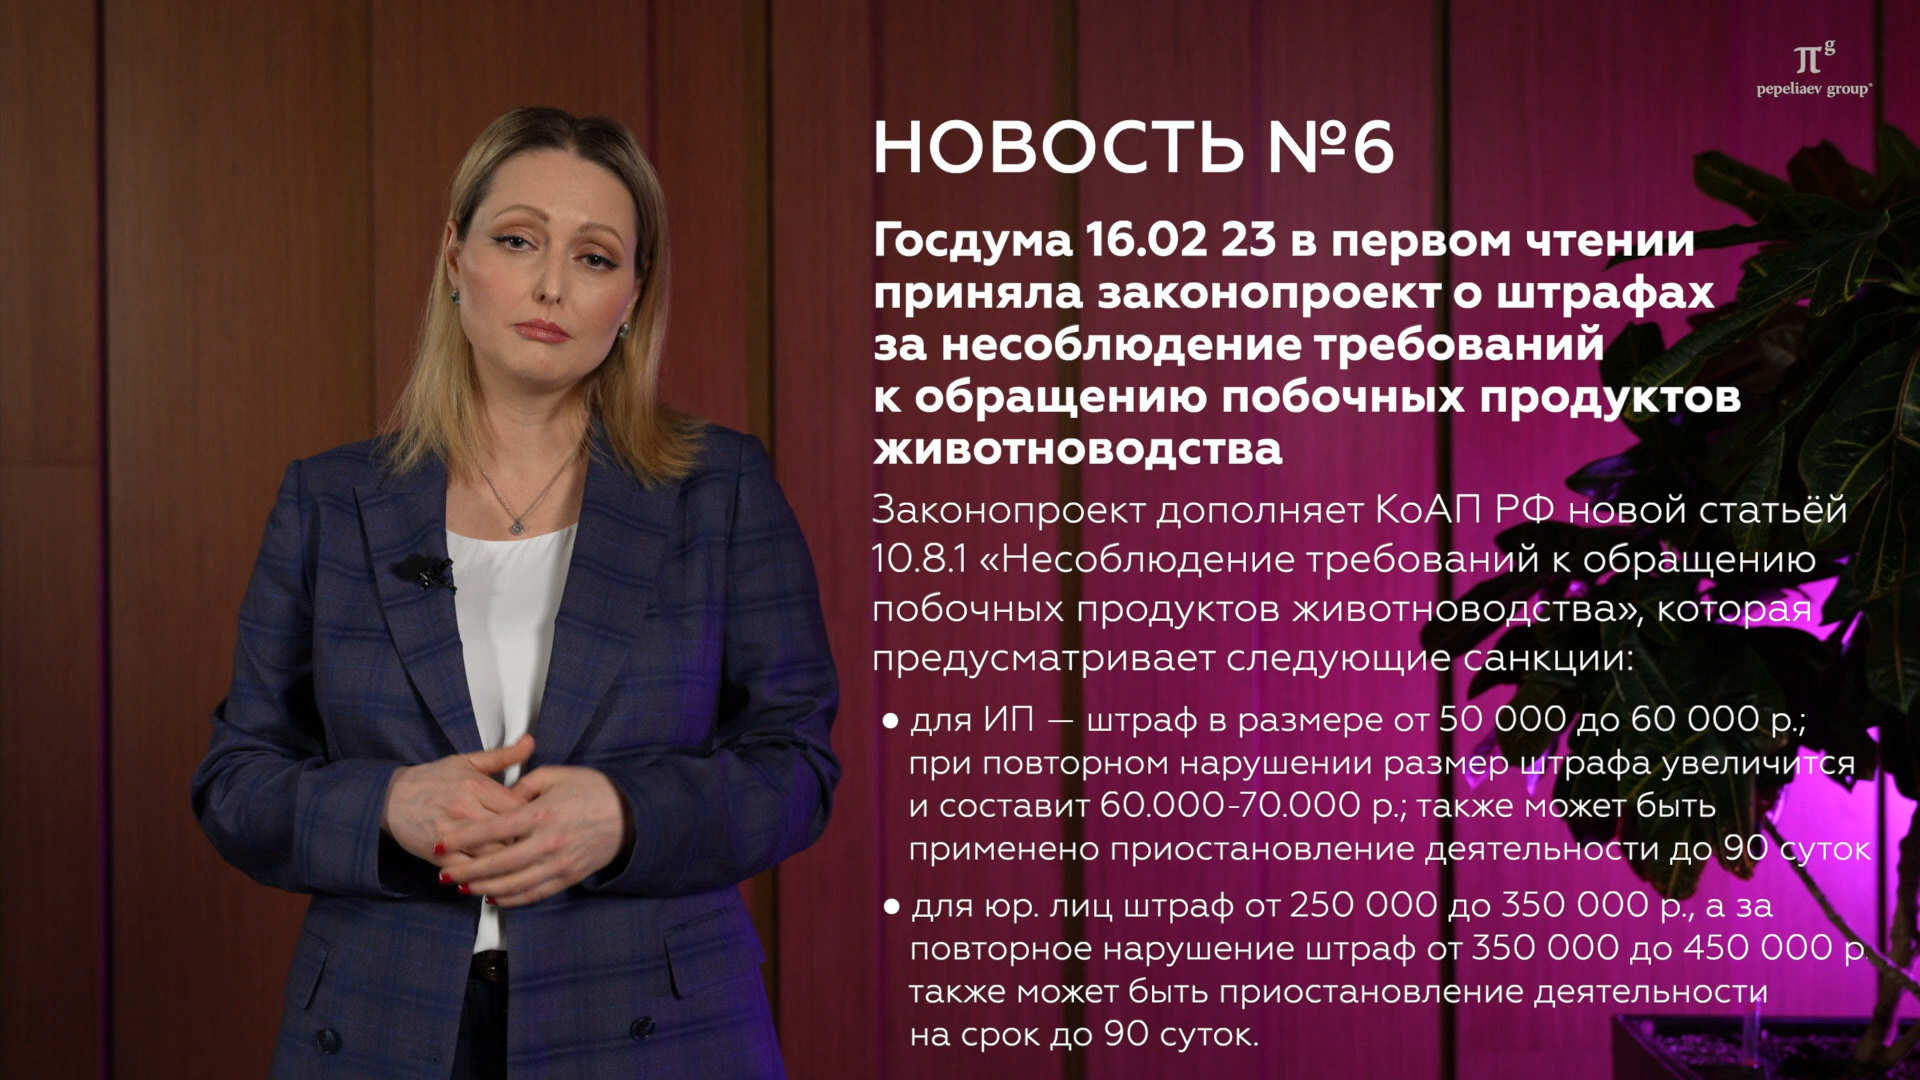 πg
pepeliaev group®
НОВОСТЬ №6
Госдума 16.02 23 в первом чтении
приняла законопроект о штрафах
за несоблюдение требований
к обращению побочных продуктов
животноводства
Законопроект дополняет КоАП РФ новой статьёй
10.8.1 «Несоблюдение требований к обращению
побочных продуктов животноводства», которая
предусматривает следующие санкции:
● для ИП — штраф в размере от 50 000 до 60 000 р.;
при повторном нарушении размер штрафа увеличится
и составит 60.000-70.000 р.; также может быть
применено приостановление деятельности до 90 суток
● для юр. лиц штраф от 250 000 до 350 000 р., а за
повторное нарушение штраф от 350 000 до 450 000 р.
также может быть приостановление деятельности
на срок до 90 суток.